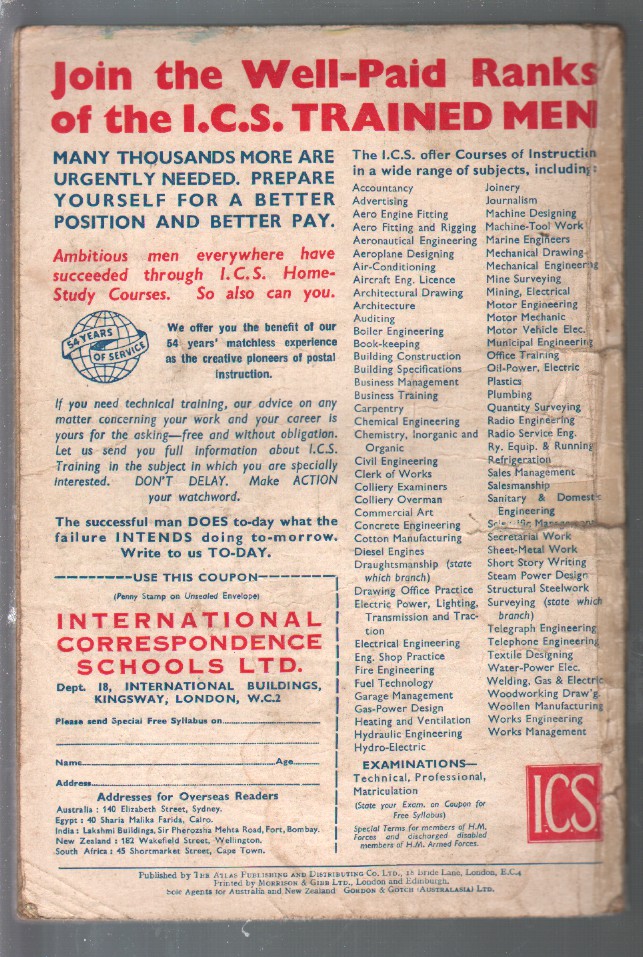 Join the Well-Paid Ranks
of the I.C.S. TRAINED MEN
MANY THOUSANDS MORE ARE
URGENTLY NEEDED. PREPARE
YOURSELF FOR A BETTER
POSITION AND BETTER PAY.
Ambitious men everywhere have
succeeded through I.C.S. Home-
Study Courses. So also can you.
54 YEARS
OF SERVICE
We offer you the benefit of our
54 years' matchless experience
as the creative pioneers of postal
instruction.
If you need technical training, our advice on any
matter concerning your work and your career is
yours for the asking—free and without obligation.
Let us send you full information about I.C.S.
Training in the subject in which you are specially
interested. DON'T DELAY. Make ACTION
your watchword.
The successful man DOES to-day what the
failure INTENDS doing to-morrow.
Write to us TO-DAY.
USE THIS COUPON
(Penny Stamp on Unsealed Envelope)
INTERNATIONAL
CORRESPONDENCE
SCHOOLS LTD.
Dept. 18, INTERNATIONAL BUILDINGS,
KINGSWAY, LONDON, W.C.2
Please send Special Free Syllabus on
Name Age
Address
Addresses for Overseas Readers
Australia : 140 Elizabeth Street, Sydney.
Egypt : 40 Sharia Malika Farida, Cairo.
India : Lakshmi Buildings, Sir Pherozsha Mehta Road, Fort, Bombay.
New Zealand : 182 Wakefield Street, Wellington.
South Africa : 45 Shortmarket Street, Cape Town.
The I.C.S. offer Courses of Instruction
in a wide range of subjects, including:
Accountancy
Advertising
Aero Engine Fitting
Aero Fitting and Rigging
Aeronautical Engineering
Aeroplane Designing
Air-Conditioning
Aircraft Eng. Licence
Architectural Drawing
Architecture
Auditing
Boiler Engineering
Book-keeping
Building Construction
Building Specifications
Business Management
Business Training
Carpentry
Chemical Engineering
Chemistry, Inorganic and
Organic
Civil Engineering
Clerk of Works
Colliery Examiners
Colliery Overman
Commercial Art
Concrete Engineering
Cotton Manufacturing
Diesel Engines
Draughtsmanship (state
which branch)
Drawing Office Practice
Electric Power, Lighting,
Transmission and Trac-
tion
Electrical Engineering
Eng. Shop Practice
Fire Engineering
Fuel Technology
Garage Management
Gas-Power Design
Heating and Ventilation
Hydraulic Engineering
Hydro-Electric
Joinery
Journalism
Machine Designing
Machine-Tool Work
Marine Engineers
Mechanical Drawing
Mechanical Engineering
Mine Surveying
Mining, Electrical
Motor Engineering
Motor Mechanic
Motor Vehicle Elec.
Municipal Engineering
Office Training
Oil-Power, Electric
Plastics
Plumbing
Quantity Surveying
Radio Engineering
Radio Service Eng.
Ry. Equip. & Running
Refrigeration
Sales Management
Salesmanship
Sanitary & Domestic
Engineering
Scientific Management
Secretarial Work
Sheet-Metal Work
Short Story Writing
Steam Power Design
Structural Steelwork
Surveying (state which
branch)
Telegraph Engineering
Telephone Engineering
Textile Designing
Water-Power Elec.
Welding, Gas & Electric
Woodworking Draw'g.
Woollen Manufacturing
Works Engineering
Works Management
EXAMINATIONS—
Technical, Professional,
Matriculation
(State your Exam. on Coupon for
Free Syllabus)
Special Terms for members of H.M.
Forces and discharged disabled
members of H.M. Armed Forces.
I.C.S
Published by THE ATLAS PUBLISHING AND DISTRIBUTING CO. LTD., 18 Bride Lane, London, E.C.4
Printed by MORRISON & GIBB LTD., London and Edinburgh.
Sole Agents for Australia and New Zealand GORDON & GOTCH (AUSTRALASIA) LTD.